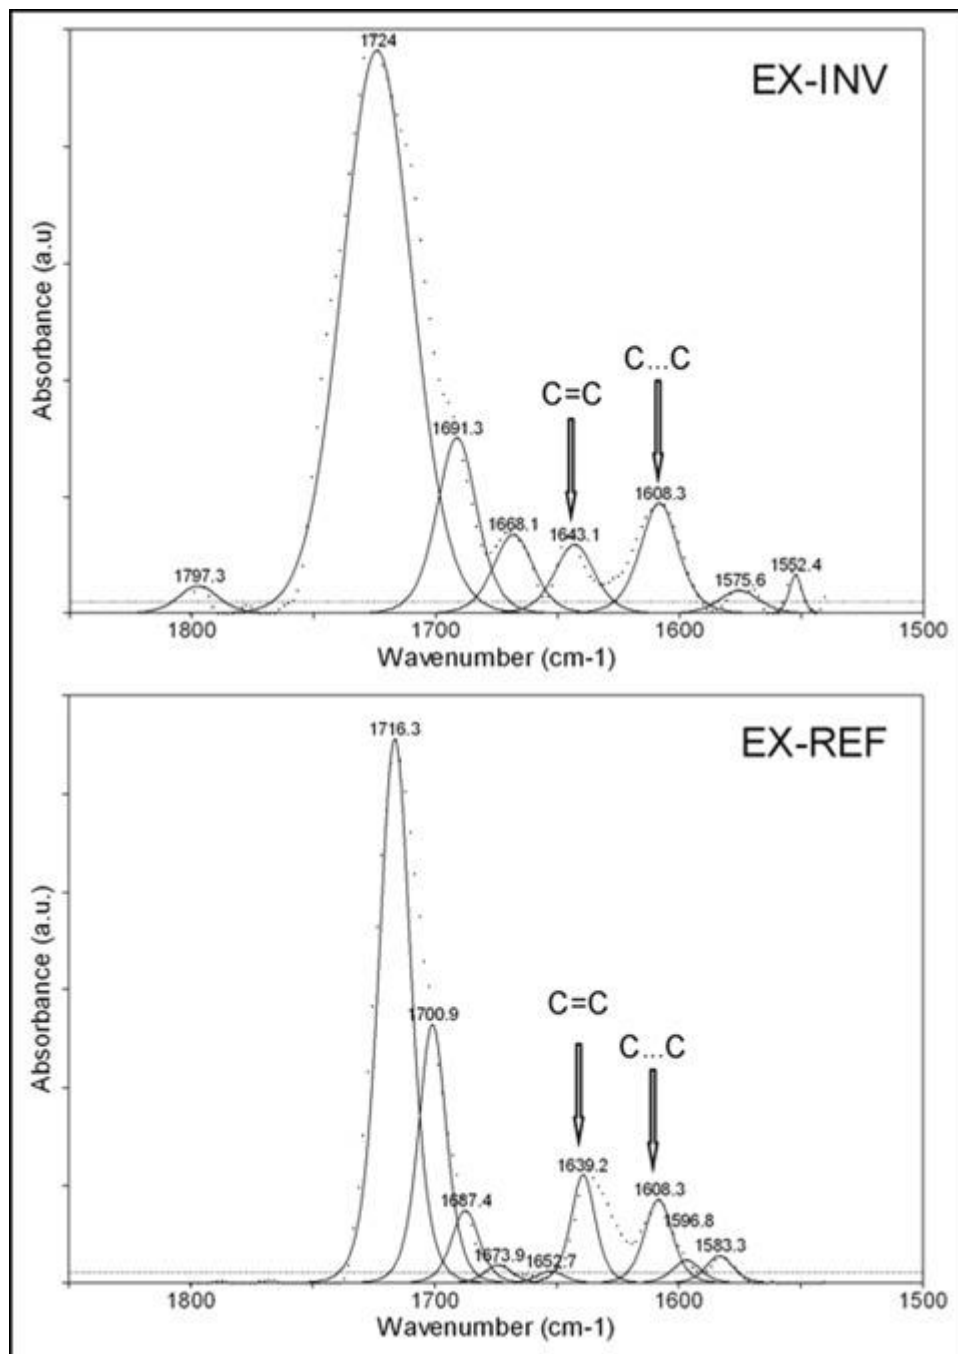 1724
EX-INV
Absorbance (a.u)
C...C
C=C
1691.3
1668.1
1643.1
1608.3
1797.3
1575.6
1552.4
1800
1700
1600
1500
Wavenumber (cm-1)
1716.3
EX-REF
Absorbance (a.u.)
C=C
1700.9
C...C
1639.2
1687.4
1608.3
1596.8
1673.9
1652.7
1583.3
1800
1700
1600
1500
Wavenumber (cm-1)